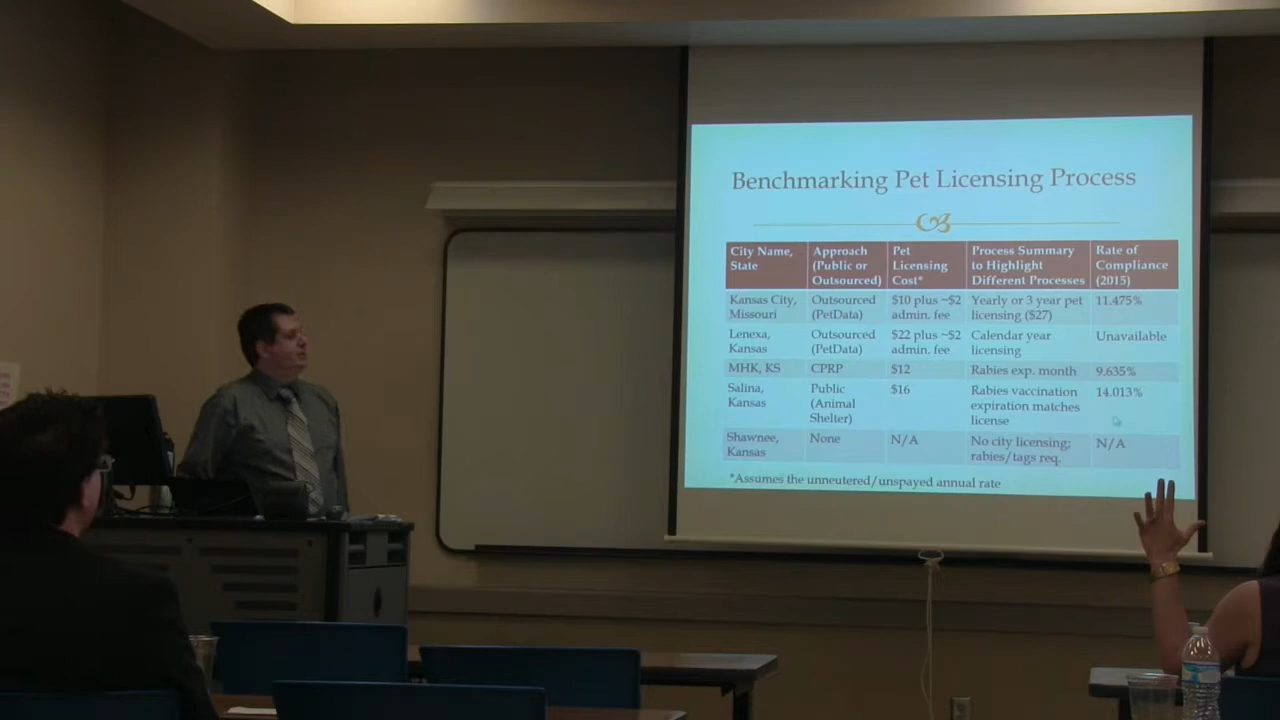 Benchmarking Pet Licensing Process
City Name, State | Approach (Public or Outsourced) | Pet Licensing Cost* | Process Summary to Highlight Different Processes | Rate of Compliance (2015)
Kansas City, Missouri | Outsourced (PetData) | $10 plus ~$2 admin. fee | Yearly or 3 year pet licensing ($27) | 11.475%
Lenexa, Kansas | Outsourced (PetData) | $22 plus ~$2 admin. fee | Calendar year licensing | Unavailable
MHK, KS | CPRP | $12 | Rabies exp. month | 9.635%
Salina, Kansas | Public (Animal Shelter) | $16 | Rabies vaccination expiration matches license | 14.013%
Shawnee, Kansas | None | N/A | No city licensing; rabies/tags req. | N/A
*Assumes the unneutered/unspayed annual rate